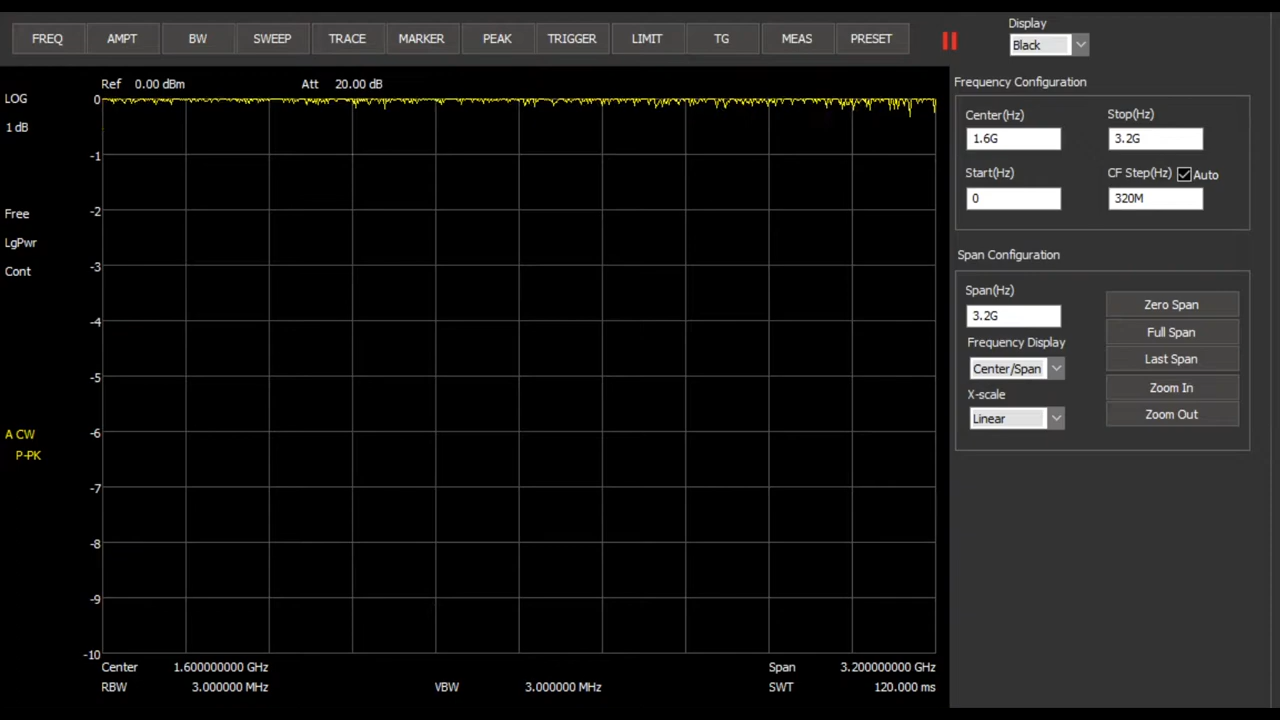 FREQ AMPT BW SWEEP TRACE MARKER PEAK TRIGGER LIMIT TG MEAS PRESET
Display
Black
Ref 0.00 dBm Att 20.00 dB
LOG
1 dB
Free
LgPwr
Cont
A CW
P-PK
0
-1
-2
-3
-4
-5
-6
-7
-8
-9
-10
Center 1.600000000 GHz Span 3.200000000 GHz
RBW 3.000000 MHz VBW 3.000000 MHz SWT 120.000 ms
Frequency Configuration
Center(Hz) Stop(Hz)
1.6G 3.2G
Start(Hz) CF Step(Hz) Auto
0 320M
Span Configuration
Span(Hz)
3.2G
Frequency Display
Center/Span
X-scale
Linear
Zero Span
Full Span
Last Span
Zoom In
Zoom Out